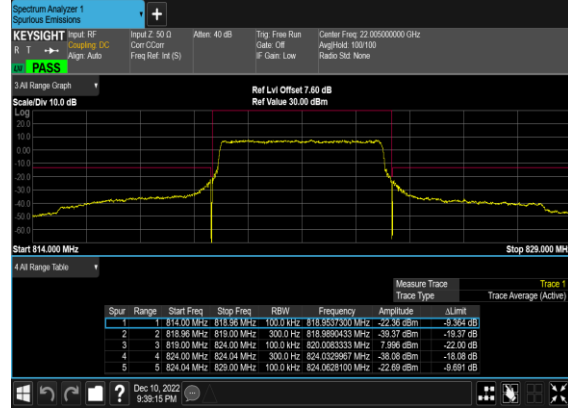 Spectrum Analyzer 1
Spurious Emissions
+
KEYSIGHT Input: RF Input Z: 50 Ω Atten: 40 dB Trig: Free Run Center Freq: 22.005000000 GHz
R T Coupling: DC Corr CCorr Gate: Off Avg|Hold: 100/100
Align: Auto Freq Ref: Int (S) IF Gain: Low Radio Std: None
PASS
3 All Range Graph
Ref Lvl Offset 7.60 dB
Scale/Div 10.0 dB Ref Value 30.00 dBm
Log
20.0
10.0
0.00
-10.0
-20.0
-30.0
-40.0
-50.0
-60.0
Start 814.000 MHz Stop 829.000 MH
4 All Range Table
Measure Trace Trace 1
Trace Type Trace Average (Active)
Spur Range Start Freq Stop Freq RBW Frequency Amplitude ΔLimit
1 1 814.00 MHz 818.96 MHz 100.0 kHz 818.9537300 MHz -22.36 dBm -9.364 dB
2 2 818.96 MHz 819.00 MHz 300.0 Hz 818.9890433 MHz -39.37 dBm -19.37 dB
3 3 819.00 MHz 824.00 MHz 100.0 kHz 820.0083333 MHz 7.996 dBm -22.00 dB
4 4 824.00 MHz 824.04 MHz 300.0 Hz 824.0329967 MHz -38.08 dBm -18.08 dB
5 5 824.04 MHz 829.00 MHz 100.0 kHz 824.0628100 MHz -22.69 dBm -9.691 dB
? Dec 10, 2022
9:39:15 PM